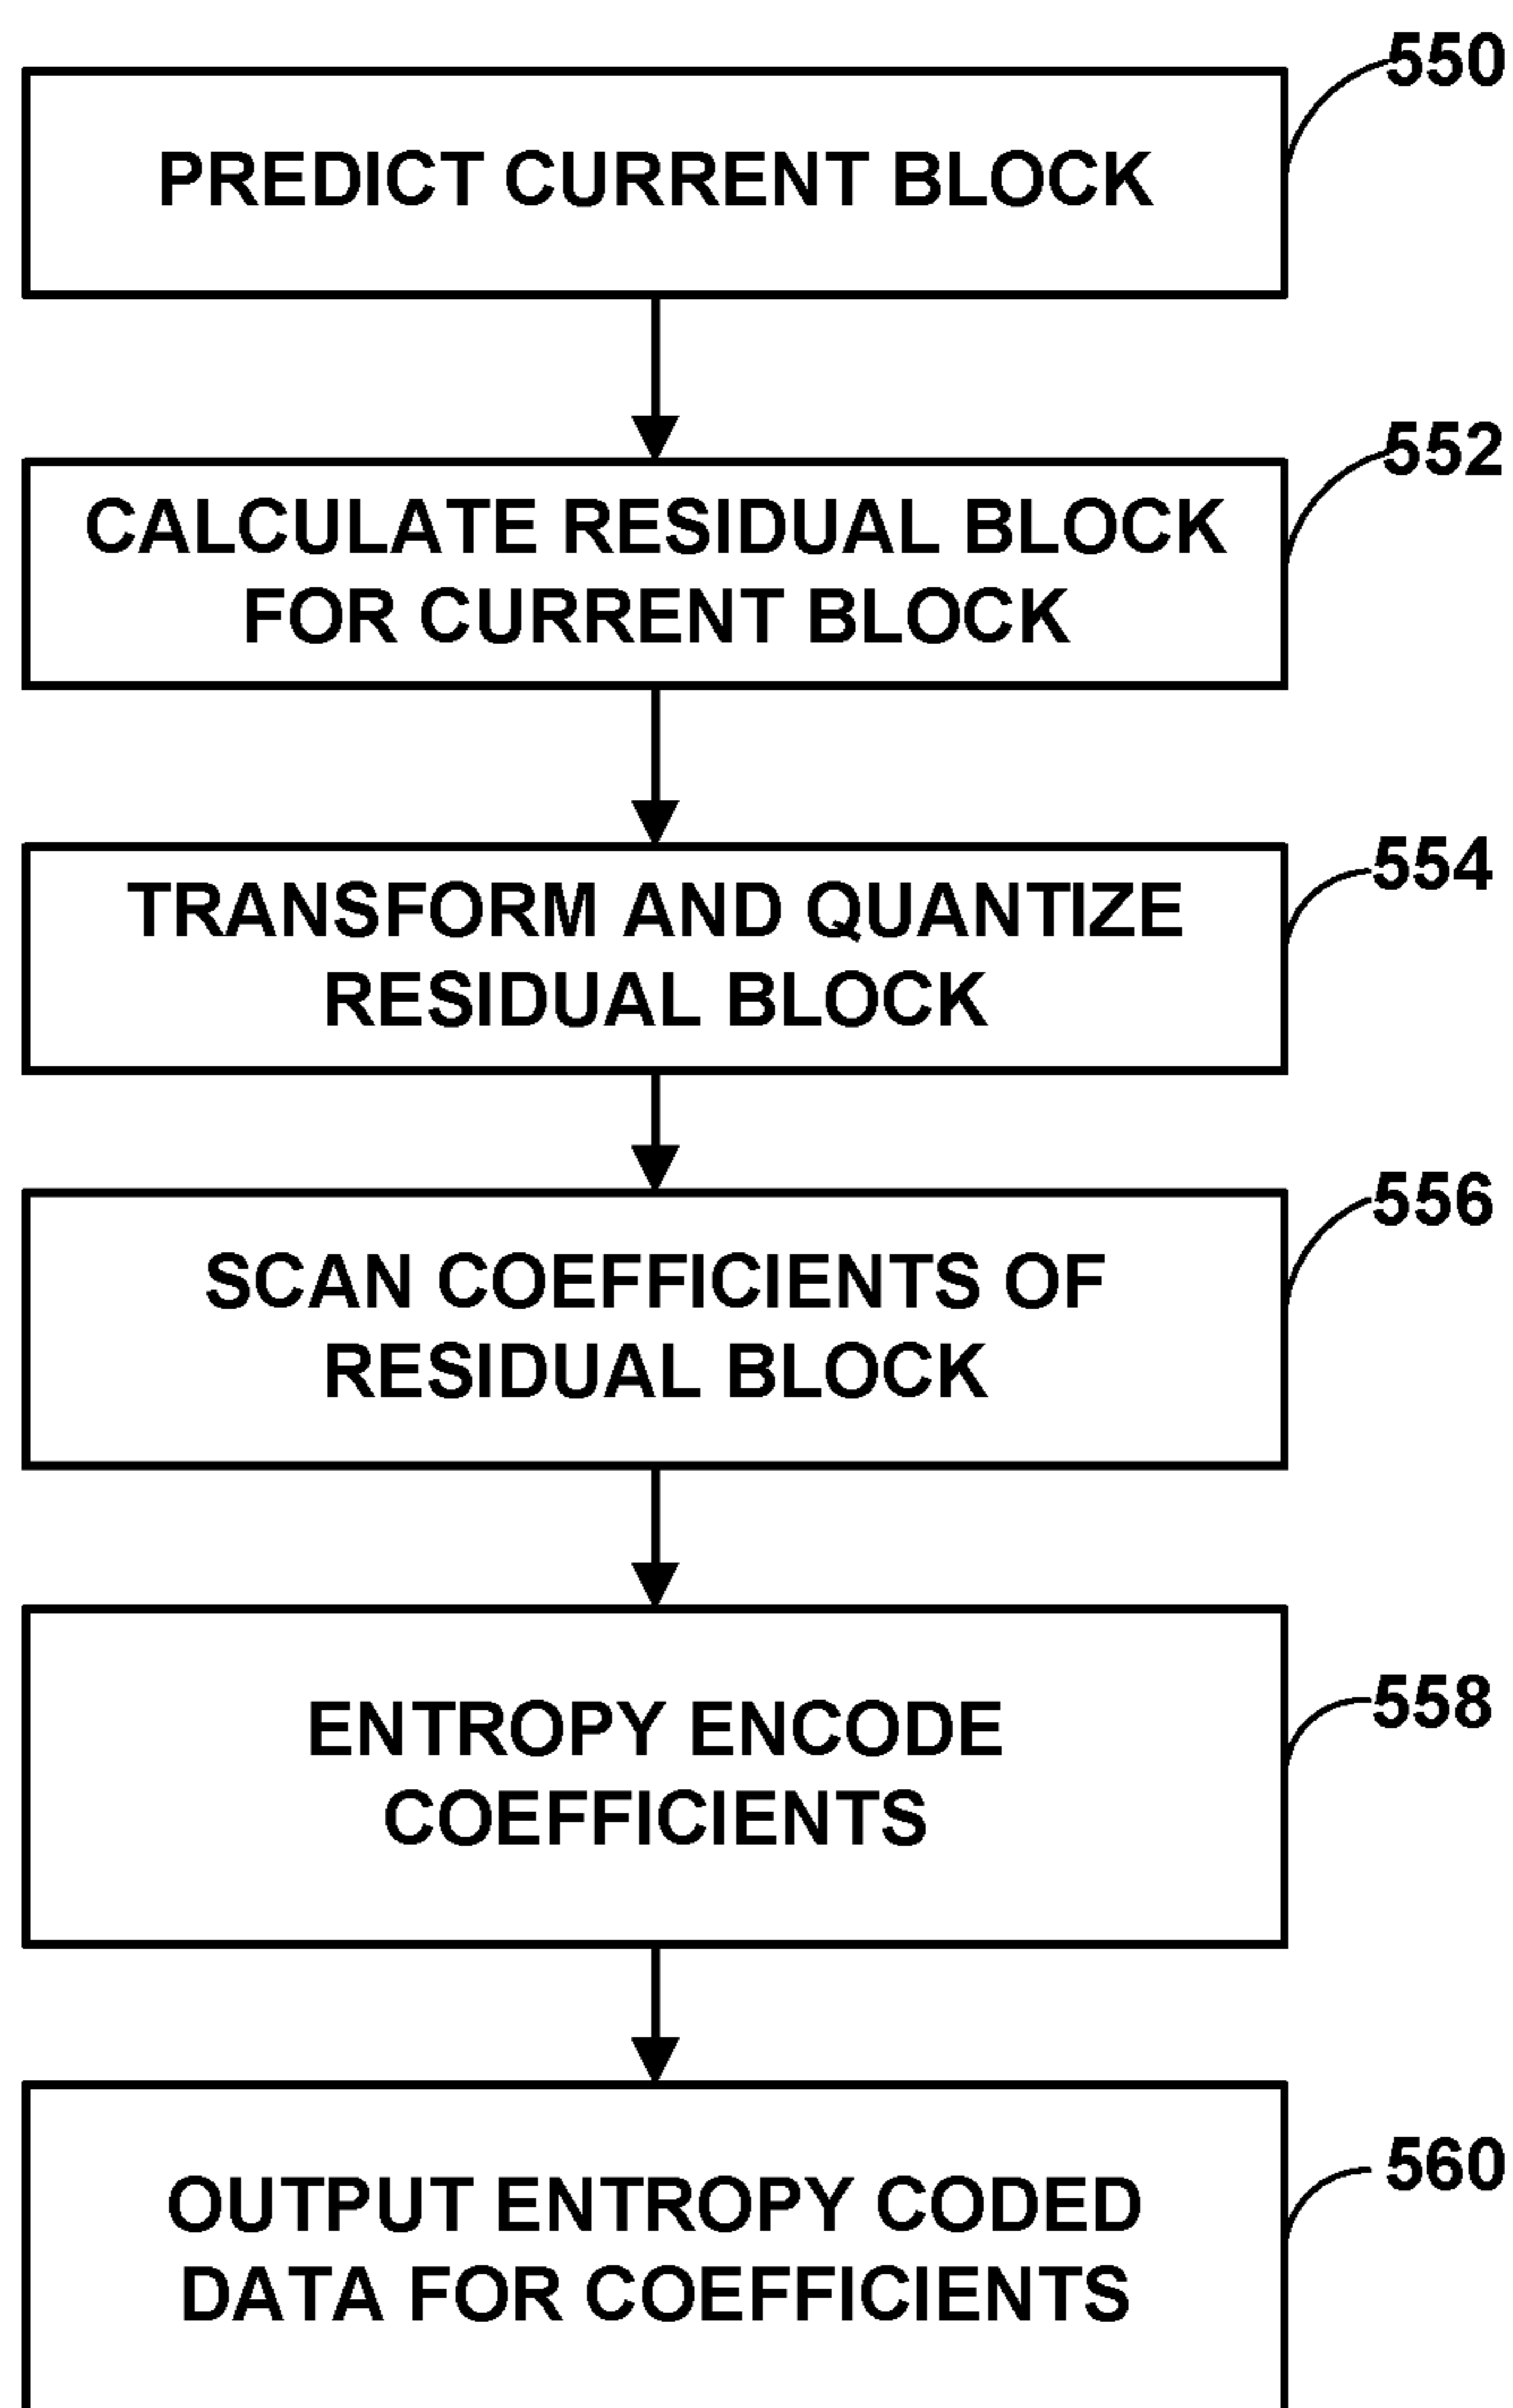 550
PREDICT CURRENT BLOCK
552
CALCULATE RESIDUAL BLOCK
FOR CURRENT BLOCK
554
TRANSFORM AND QUANTIZE
RESIDUAL BLOCK
556
SCAN COEFFICIENTS OF
RESIDUAL BLOCK
558
ENTROPY ENCODE
COEFFICIENTS
560
OUTPUT ENTROPY CODED
DATA FOR COEFFICIENTS